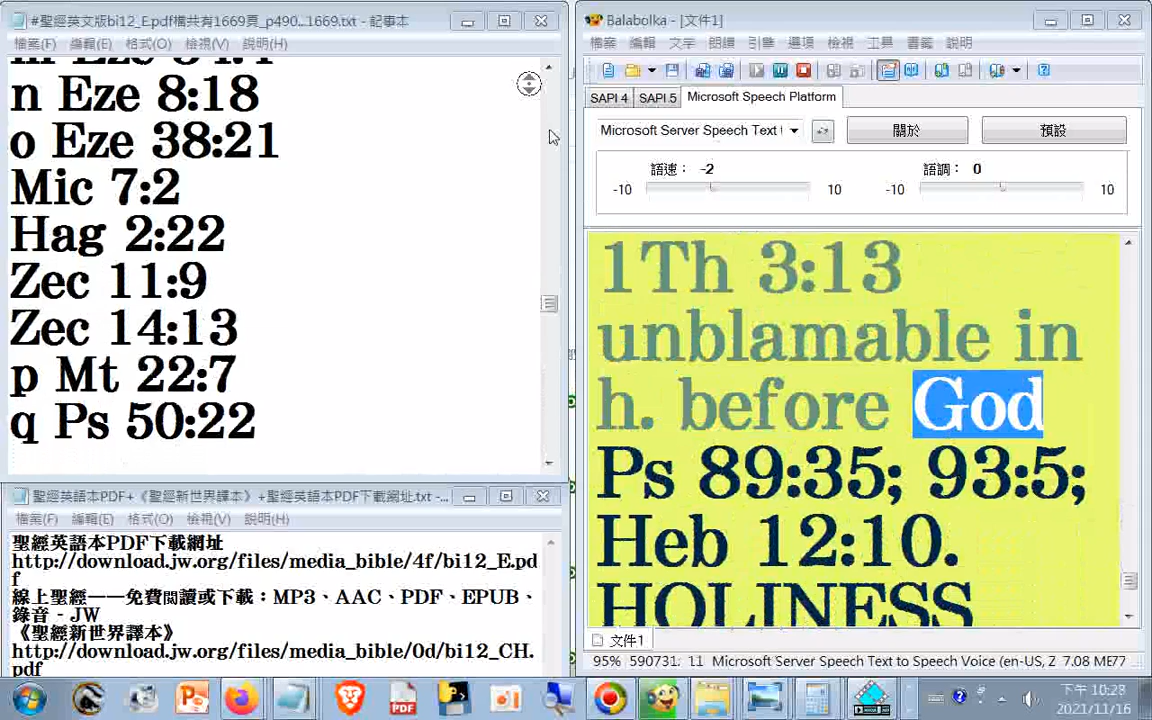 #聖經英文版bi12_E.pdf檔共有1669頁_p490...1669.txt - 記事本
檔案(F) 編輯(E) 格式(O) 檢視(V) 說明(H)
n Eze 8:18
o Eze 38:21
Mic 7:2
Hag 2:22
Zec 11:9
Zec 14:13
p Mt 22:7
q Ps 50:22
聖經英語本PDF+《聖經新世界譯本》+聖經英語本PDF下載網址.txt -...
檔案(F) 編輯(E) 格式(O) 檢視(V) 說明(H)
聖經英語本PDF下載網址
http://download.jw.org/files/media_bible/4f/bi12_E.pd
f
線上聖經——免費閱讀或下載：MP3、AAC、PDF、EPUB、
錄音 - JW
《聖經新世界譯本》
http://download.jw.org/files/media_bible/0d/bi12_CH.
pdf
Balabolka - [文件1]
檔案 編輯 文字 朗讀 引擎 選項 檢視 工具 書籤 說明
SAPI 4 SAPI 5 Microsoft Speech Platform
Microsoft Server Speech Text 關於 預設
語速： -2 語調： 0
-10 10 -10 10
1Th 3:13
unblamable in
h. before God
Ps 89:35; 93:5;
Heb 12:10.
HOLINESS
文件1
95% 590731: 11 Microsoft Server Speech Text to Speech Voice (en-US, Z 7.08 МБ77
下午 10:28
2021/11/16